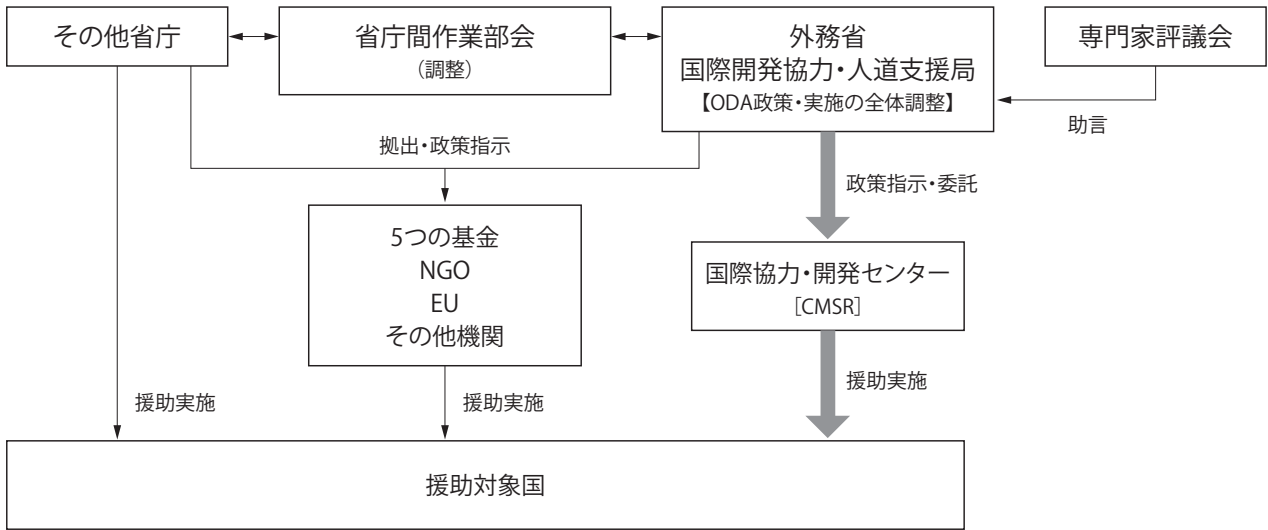 その他省庁
省庁間作業部会
（調整）
外務省
国際開発協力・人道支援局
【ODA政策・実施の全体調整】
専門家評議会
助言
拠出・政策指示
政策指示・委託
5つの基金
NGO
EU
その他機関
国際協力・開発センター
［CMSR］
援助実施
援助実施
援助実施
援助対象国